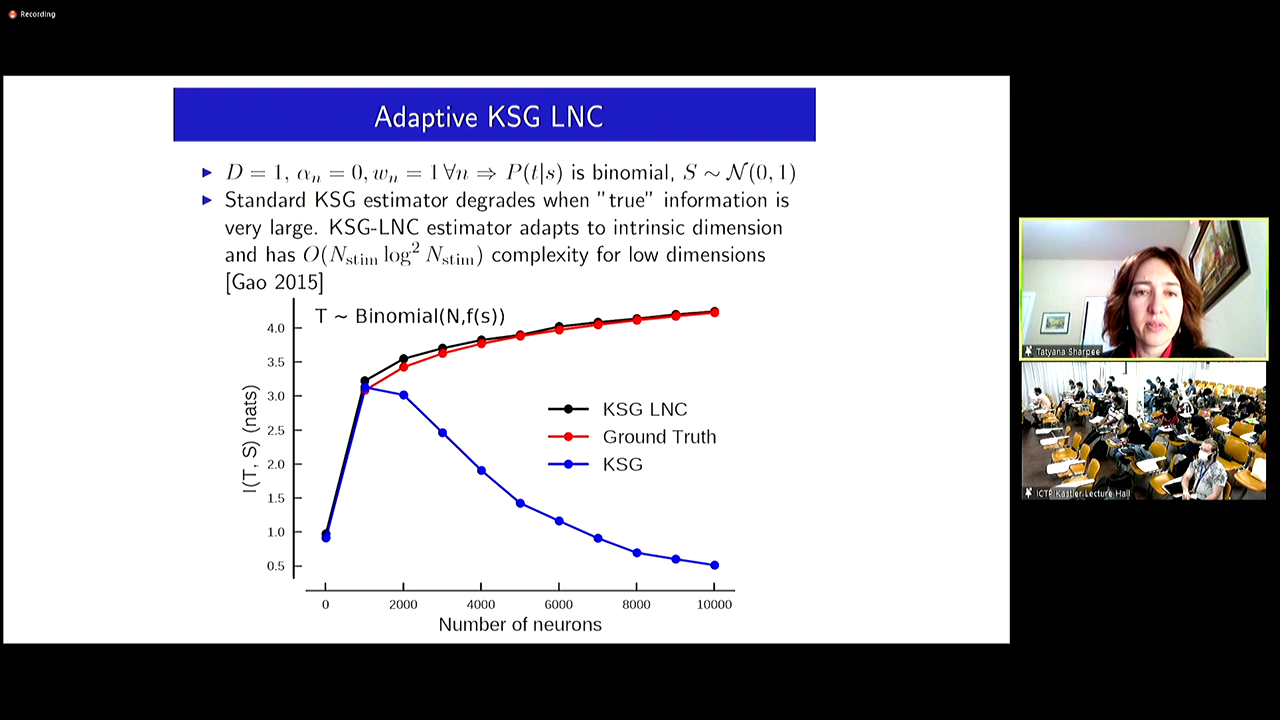 Recording
Adaptive KSG LNC
▶ D = 1, αₙ = 0, wₙ = 1 ∀n ⇒ P(t|s) is binomial, S ∼ 𝒩(0, 1)
▶ Standard KSG estimator degrades when "true" information is
very large. KSG-LNC estimator adapts to intrinsic dimension
and has O(N_stim log² N_stim) complexity for low dimensions
[Gao 2015]
T ~ Binomial(N,f(s))
4.0
3.5
3.0
2.5
2.0
1.5
1.0
0.5
I(T, S) (nats)
KSG LNC
Ground Truth
KSG
0 2000 4000 6000 8000 10000
Number of neurons
Tatyana Sharpee
ICTP Kastler Lecture Hall